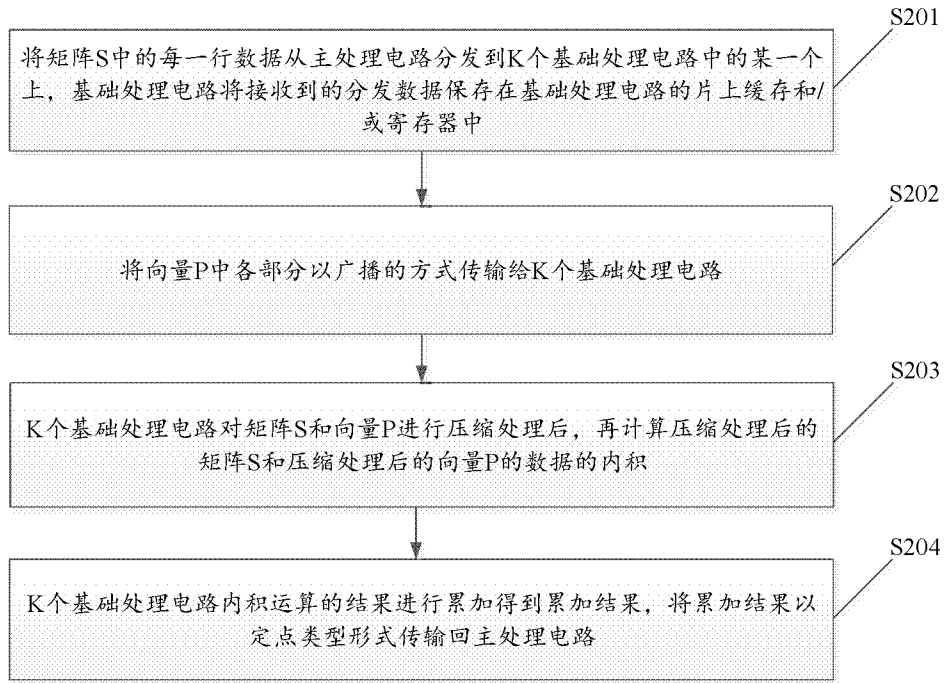 S201
将矩阵S中的每一行数据从主处理电路分发到K个基础处理电路中的某一个
上，基础处理电路将接收到的分发数据保存在基础处理电路的片上缓存和/
或寄存器中
S202
将向量P中各部分以广播的方式传输给K个基础处理电路
S203
K个基础处理电路对矩阵S和向量P进行压缩处理后，再计算压缩处理后的
矩阵S和压缩处理后的向量P的数据的内积
S204
K个基础处理电路内积运算的结果进行累加得到累加结果，将累加结果以
定点类型形式传输回主处理电路